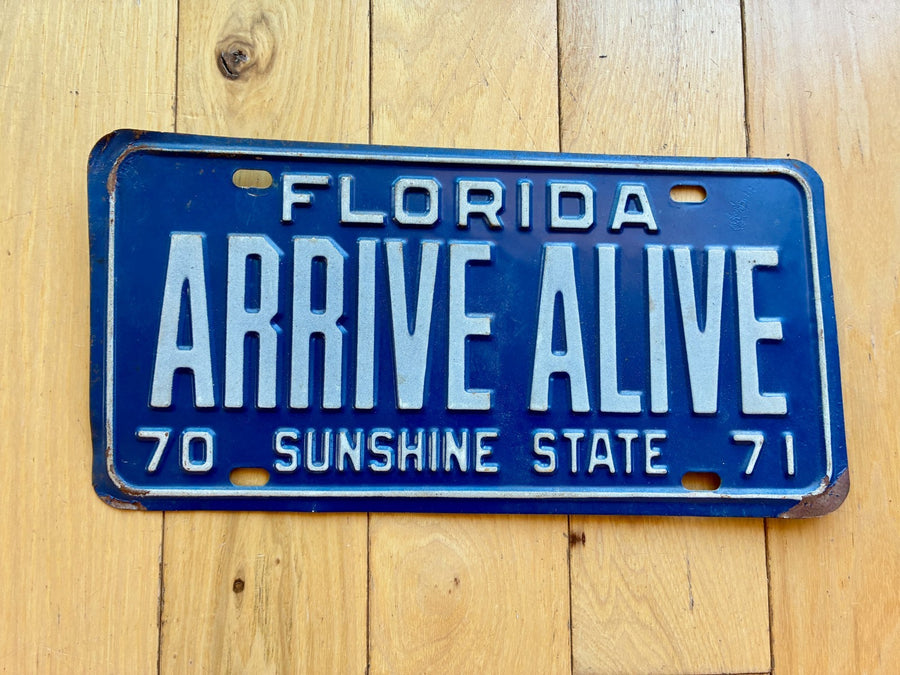 FLORIDA
ARRIVE ALIVE
70 SUNSHINE STATE 71